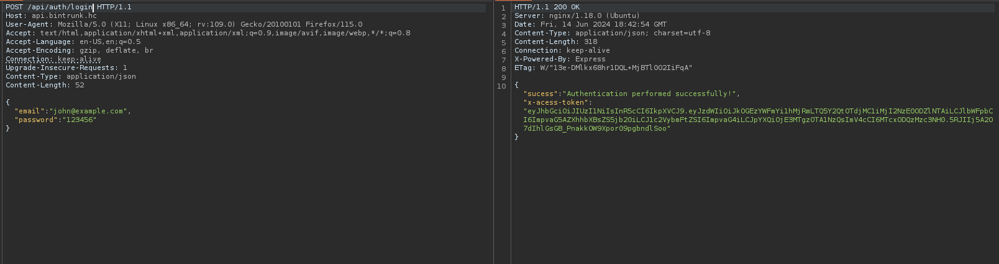 POST /api/auth/login HTTP/1.1
Host: api.bintrunk.hc
User-Agent: Mozilla/5.0 (X11; Linux x86_64; rv:109.0) Gecko/20100101 Firefox/115.0
Accept: text/html,application/xhtml+xml,application/xml;q=0.9,image/avif,image/webp,*/*;q=0.8
Accept-Language: en-US,en;q=0.5
Accept-Encoding: gzip, deflate, br
Connection: keep-alive
Upgrade-Insecure-Requests: 1
Content-Type: application/json
Content-Length: 52
{
"email":"john@example.com",
"password":"123456"
}
1 HTTP/1.1 200 OK
2 Server: nginx/1.18.0 (Ubuntu)
3 Date: Fri, 14 Jun 2024 18:42:54 GMT
4 Content-Type: application/json; charset=utf-8
5 Content-Length: 318
6 Connection: keep-alive
7 X-Powered-By: Express
8 ETag: W/"13e-DMlkx68hr1DQL+MjBTl0O2IiFqA"
9
10 {
"sucess":"Authentication performed successfully!",
"x-acess-token":
"eyJhbGciOiJIUzI1NiIsInR5cCI6IkpXVCJ9.eyJzdWIiOiJkOGEzYWFmYi1hMjRmLTQ5Y2QtOTdjMC1iMjI2NzE0ODZlNTAiLCJlbWFpbC
I6ImpvaG5AZXhhbXBsZS5jb20iLCJ1c2VybmFtZSI6ImpvaG4iLCJpYXQiOjE3MTgzOTA1NzQsImV4cCI6MTcxODQzMzc3NH0.5RJIIj5A2O
7dIhlGsGB_PnakkOW9Xpor09pgbndlSoo"
}